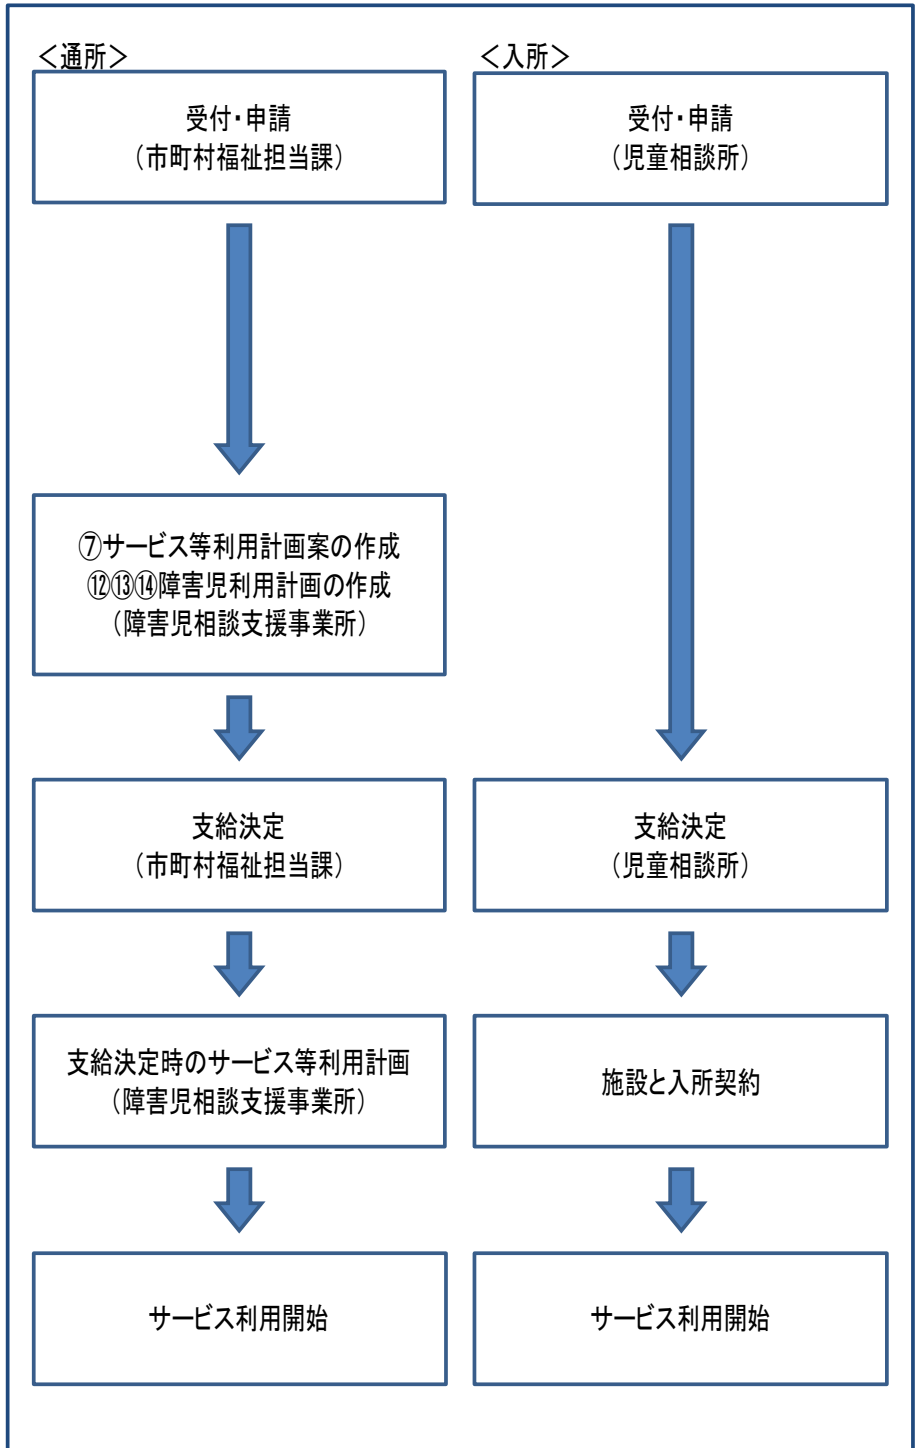 ＜通所＞
受付・申請
（市町村福祉担当課）
⑦サービス等利用計画案の作成
⑫⑬⑭障害児利用計画の作成
（障害児相談支援事業所）
支給決定
（市町村福祉担当課）
支給決定時のサービス等利用計画
（障害児相談支援事業所）
サービス利用開始
＜入所＞
受付・申請
（児童相談所）
支給決定
（児童相談所）
施設と入所契約
サービス利用開始